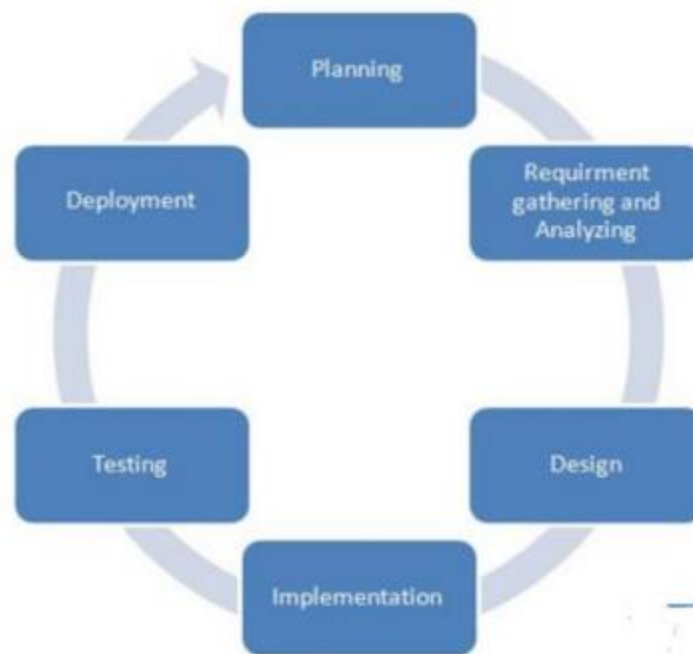 Planning
Requirment
gathering and
Analyzing
Design
Implementation
Testing
Deployment